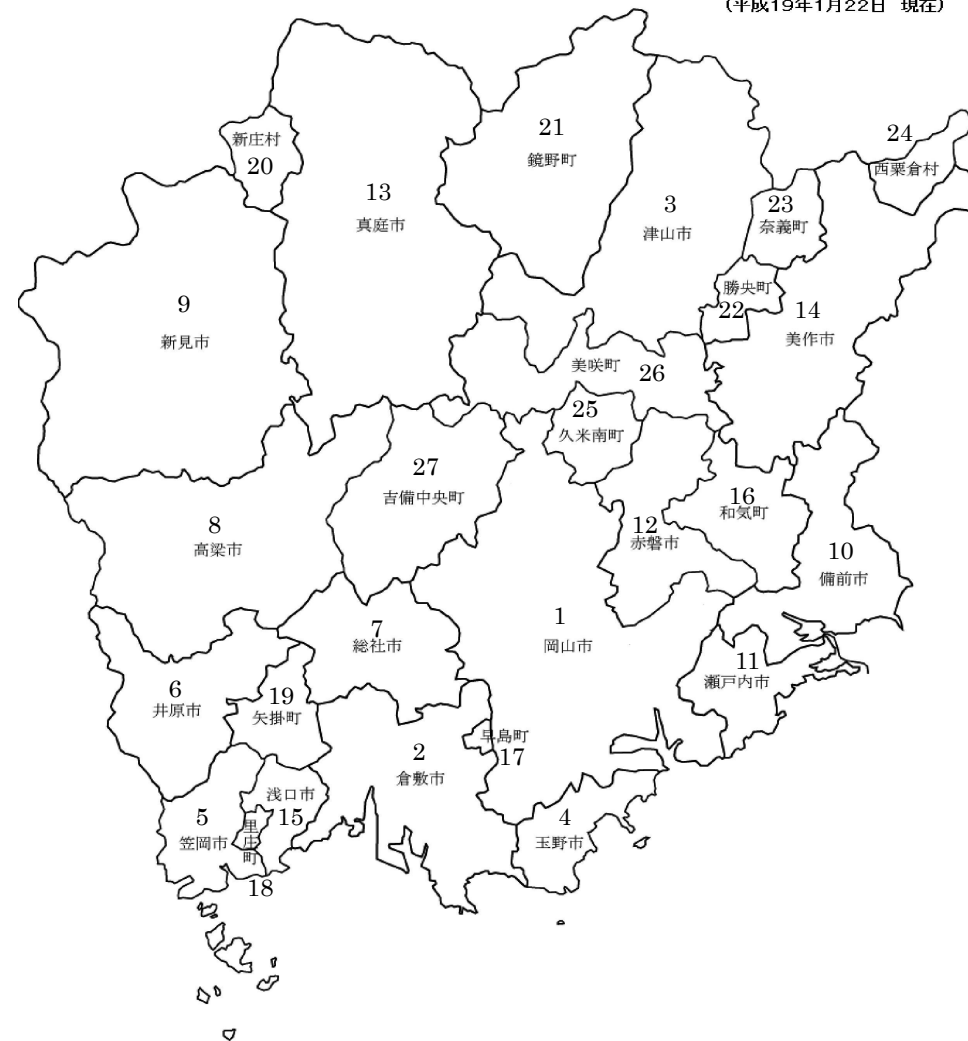 (平成19年1月22日 現在)
21
鏡野町
24
西粟倉村
新庄村
20
13
真庭市
3
津山市
23
奈義町
勝央町
22
14
美作市
9
新見市
美咲町 26
25
久米南町
27
吉備中央町
16
和気町
8
高梁市
12
赤磐市
10
備前市
1
岡山市
7
総社市
11
瀬戸内市
6
井原市
19
矢掛町
早島町
17
2
倉敷市
浅口市
15
5
笠岡市
里庄町
18
4
玉野市